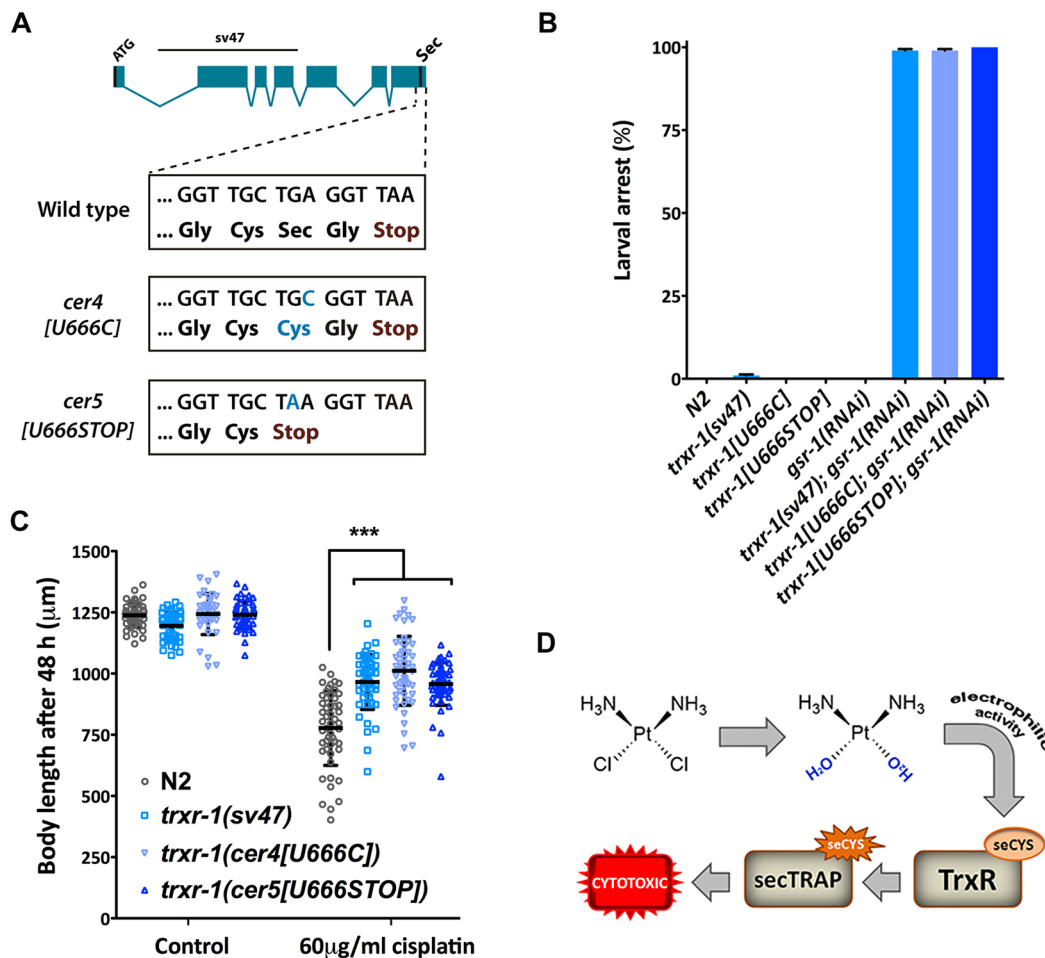 A
sv47
ATG
Sec
Wild type
... GGT TGC TGA GGT TAA
... Gly Cys Sec Gly Stop
cer4
[U666C]
... GGT TGC TGC GGT TAA
... Gly Cys Cys Gly Stop
cer5
[U666STOP]
... GGT TGC TAA GGT TAA
... Gly Cys Stop
B
Larval arrest (%)
100
75
50
25
0
N2
trxr-1(sv47)
trxr-1[U666C]
trxr-1[U666STOP]
gsr-1(RNAi)
trxr-1(sv47); gsr-1(RNAi)
trxr-1[U666C]; gsr-1(RNAi)
trxr-1[U666STOP]; gsr-1(RNAi)
C
Body length after 48 h (μm)
1500
1250
1000
750
500
250
0
***
N2
trxr-1(sv47)
trxr-1(cer4[U666C])
trxr-1(cer5[U666STOP])
Control
60μg/ml cisplatin
D
H₃N NH₃
Pt
Cl Cl
H₃N NH₃
Pt
H₂O OH₂
electrophilic
activity
seCYS
TrxR
seCYS
secTRAP
CYTOTOXIC